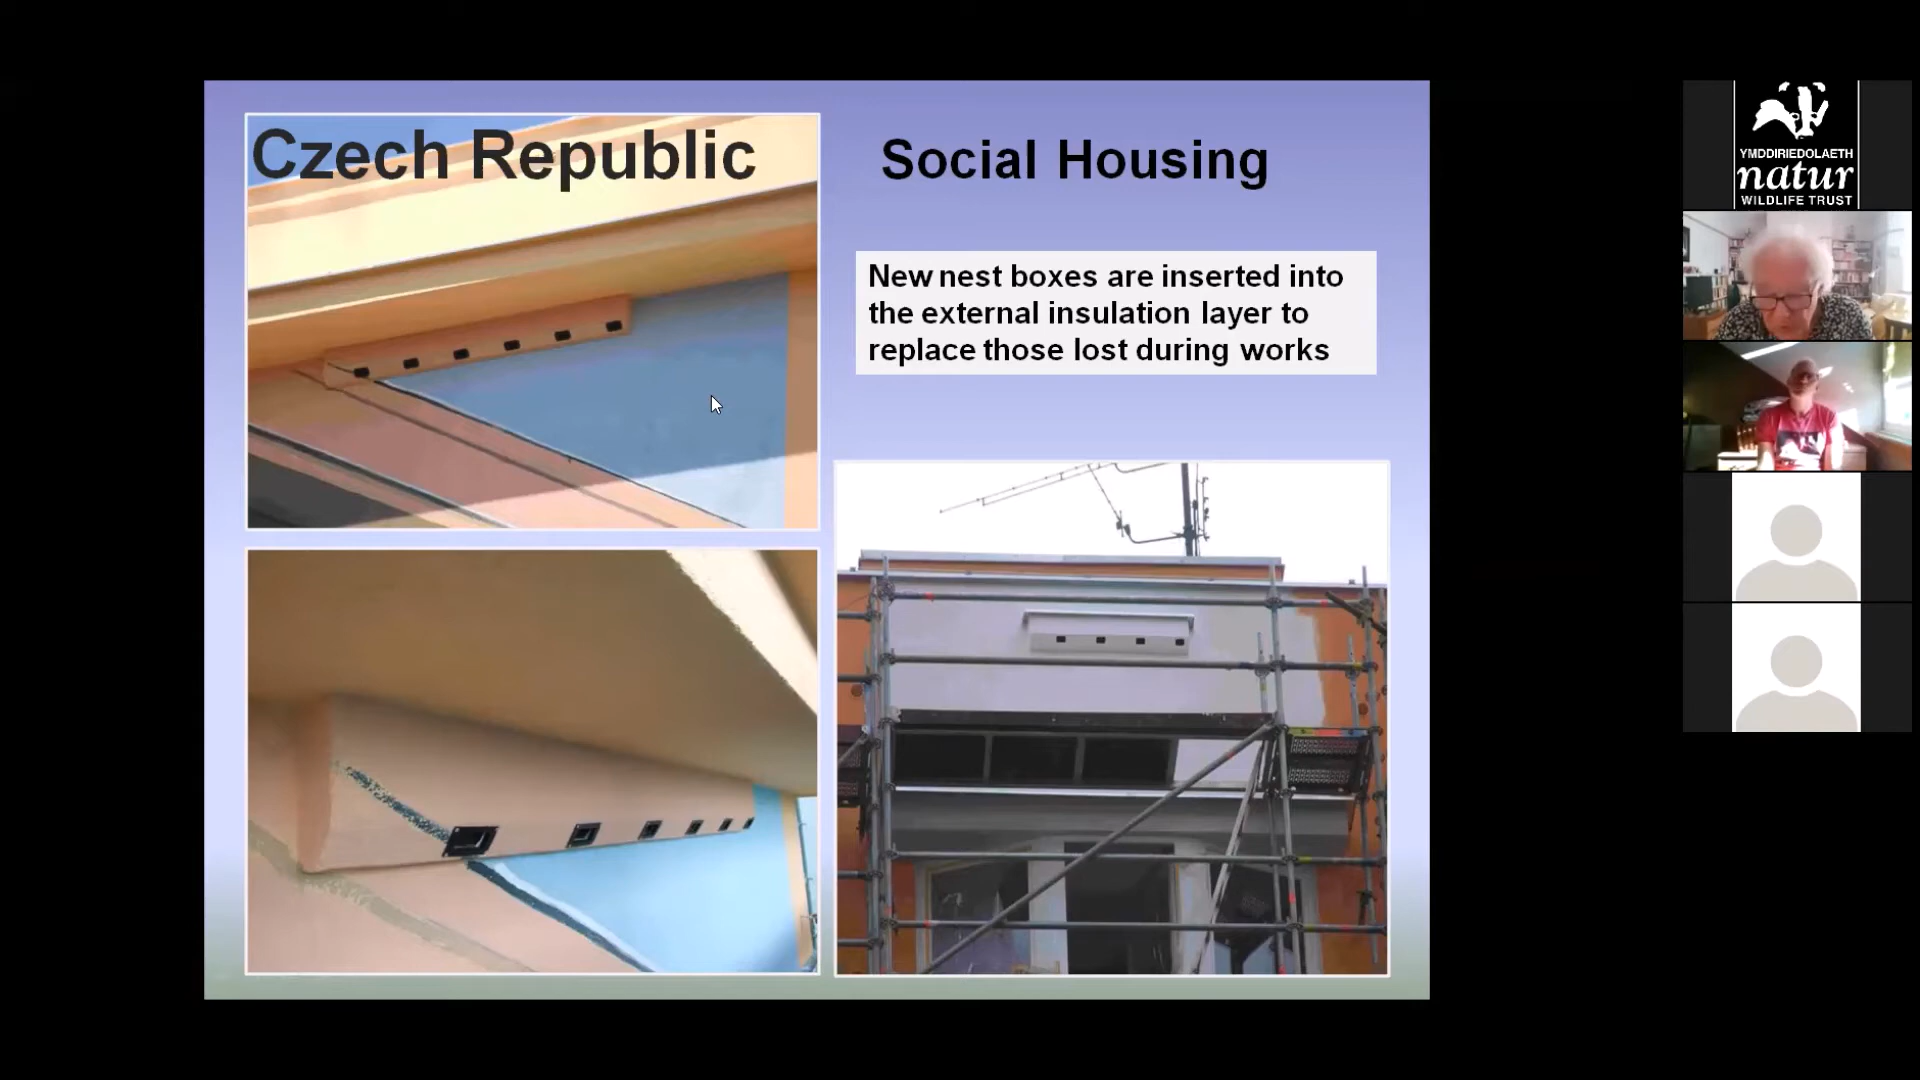 Czech Republic
Social Housing
New nest boxes are inserted into
the external insulation layer to
replace those lost during works
YMDDIRIEDOLAETH
natur
WILDLIFE TRUST